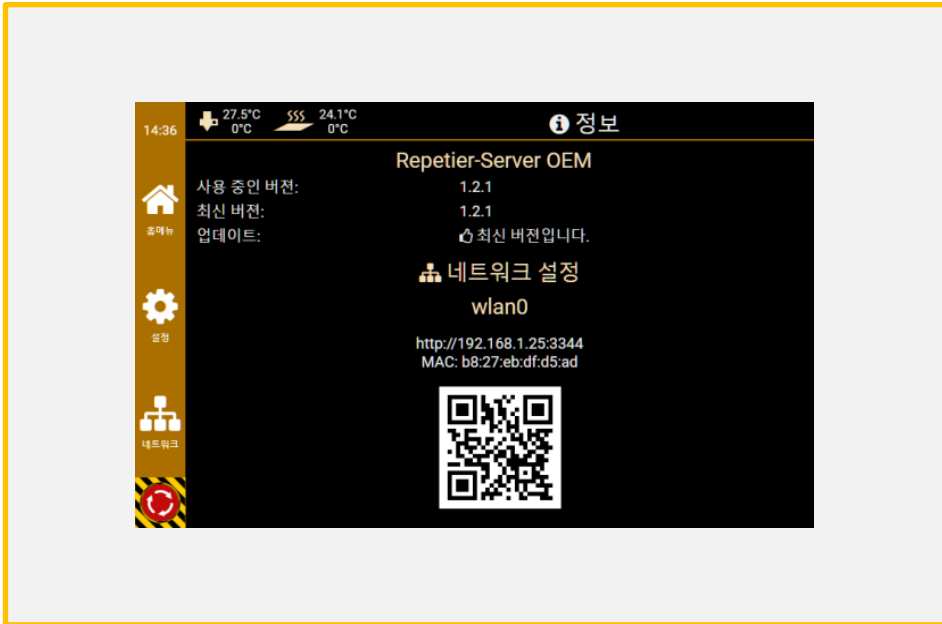 14:36
27.5°C
0°C
24.1°C
0°C
정보
홈메뉴
설정
네트워크
Repetier-Server OEM
사용 중인 버젼: 1.2.1
최신 버젼: 1.2.1
업데이트: 최신 버젼입니다.
네트워크 설정
wlan0
http://192.168.1.25:3344
MAC: b8:27:eb:df:d5:ad